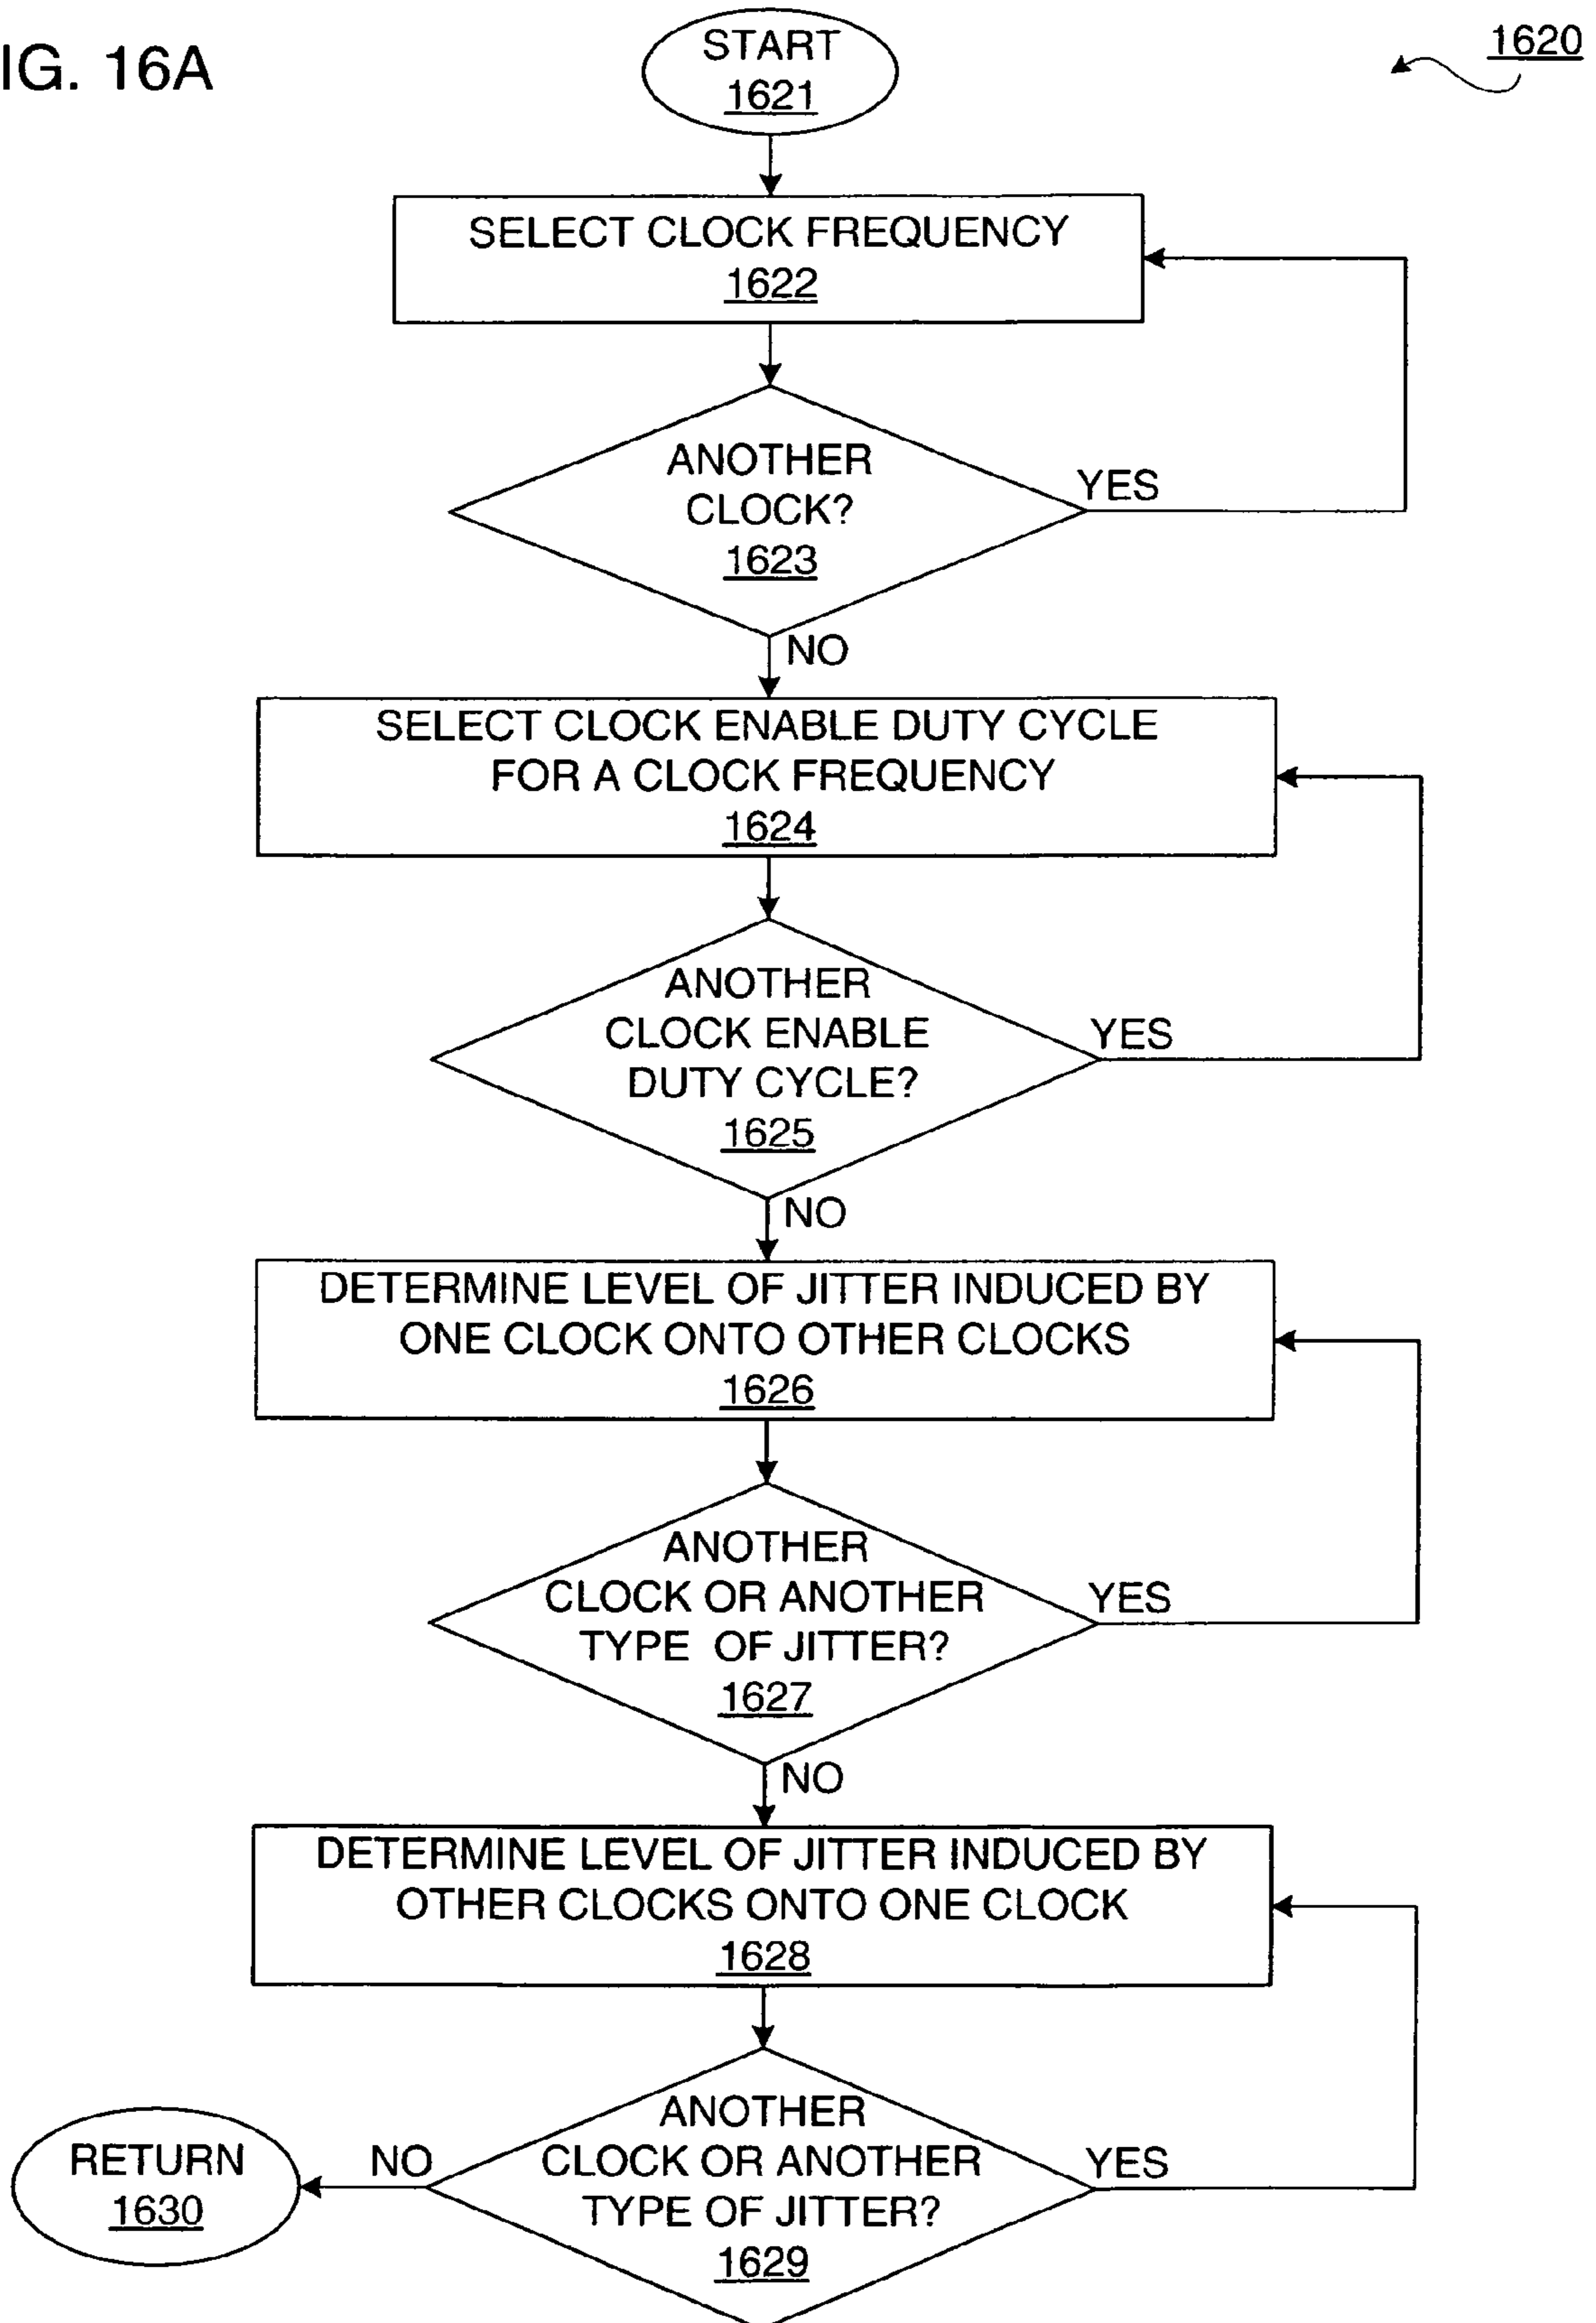 IG. 16A
1620
START
1621
SELECT CLOCK FREQUENCY
1622
ANOTHER
CLOCK?
1623
YES
NO
SELECT CLOCK ENABLE DUTY CYCLE
FOR A CLOCK FREQUENCY
1624
ANOTHER
CLOCK ENABLE
DUTY CYCLE?
1625
YES
NO
DETERMINE LEVEL OF JITTER INDUCED BY
ONE CLOCK ONTO OTHER CLOCKS
1626
ANOTHER
CLOCK OR ANOTHER
TYPE OF JITTER?
1627
YES
NO
DETERMINE LEVEL OF JITTER INDUCED BY
OTHER CLOCKS ONTO ONE CLOCK
1628
ANOTHER
CLOCK OR ANOTHER
TYPE OF JITTER?
1629
YES
NO
RETURN
1630